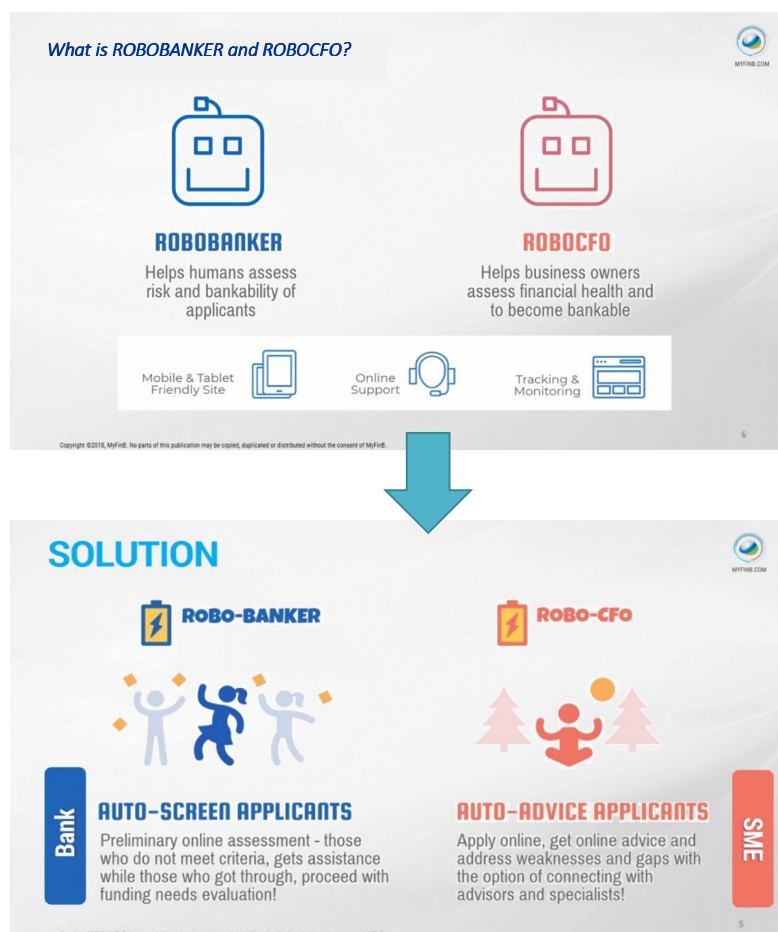 What is ROBOBANKER and ROBOCFO?
MYFINB.COM
ROBOBANKER
Helps humans assess
risk and bankability of
applicants
ROBOCFO
Helps business owners
assess financial health and
to become bankable
Mobile & Tablet
Friendly Site
Online
Support
Tracking &
Monitoring
6
Copyright ©2018, MyFinB. No parts of this publication may be copied, duplicated or distributed without the consent of MyFinB.
SOLUTION
MYFINB.COM
ROBO-BANKER
ROBO-CFO
Bank
AUTO-SCREEN APPLICANTS
Preliminary online assessment - those
who do not meet criteria, gets assistance
while those who got through, proceed with
funding needs evaluation!
AUTO-ADVICE APPLICANTS
Apply online, get online advice and
address weaknesses and gaps with
the option of connecting with
advisors and specialists!
SME
5